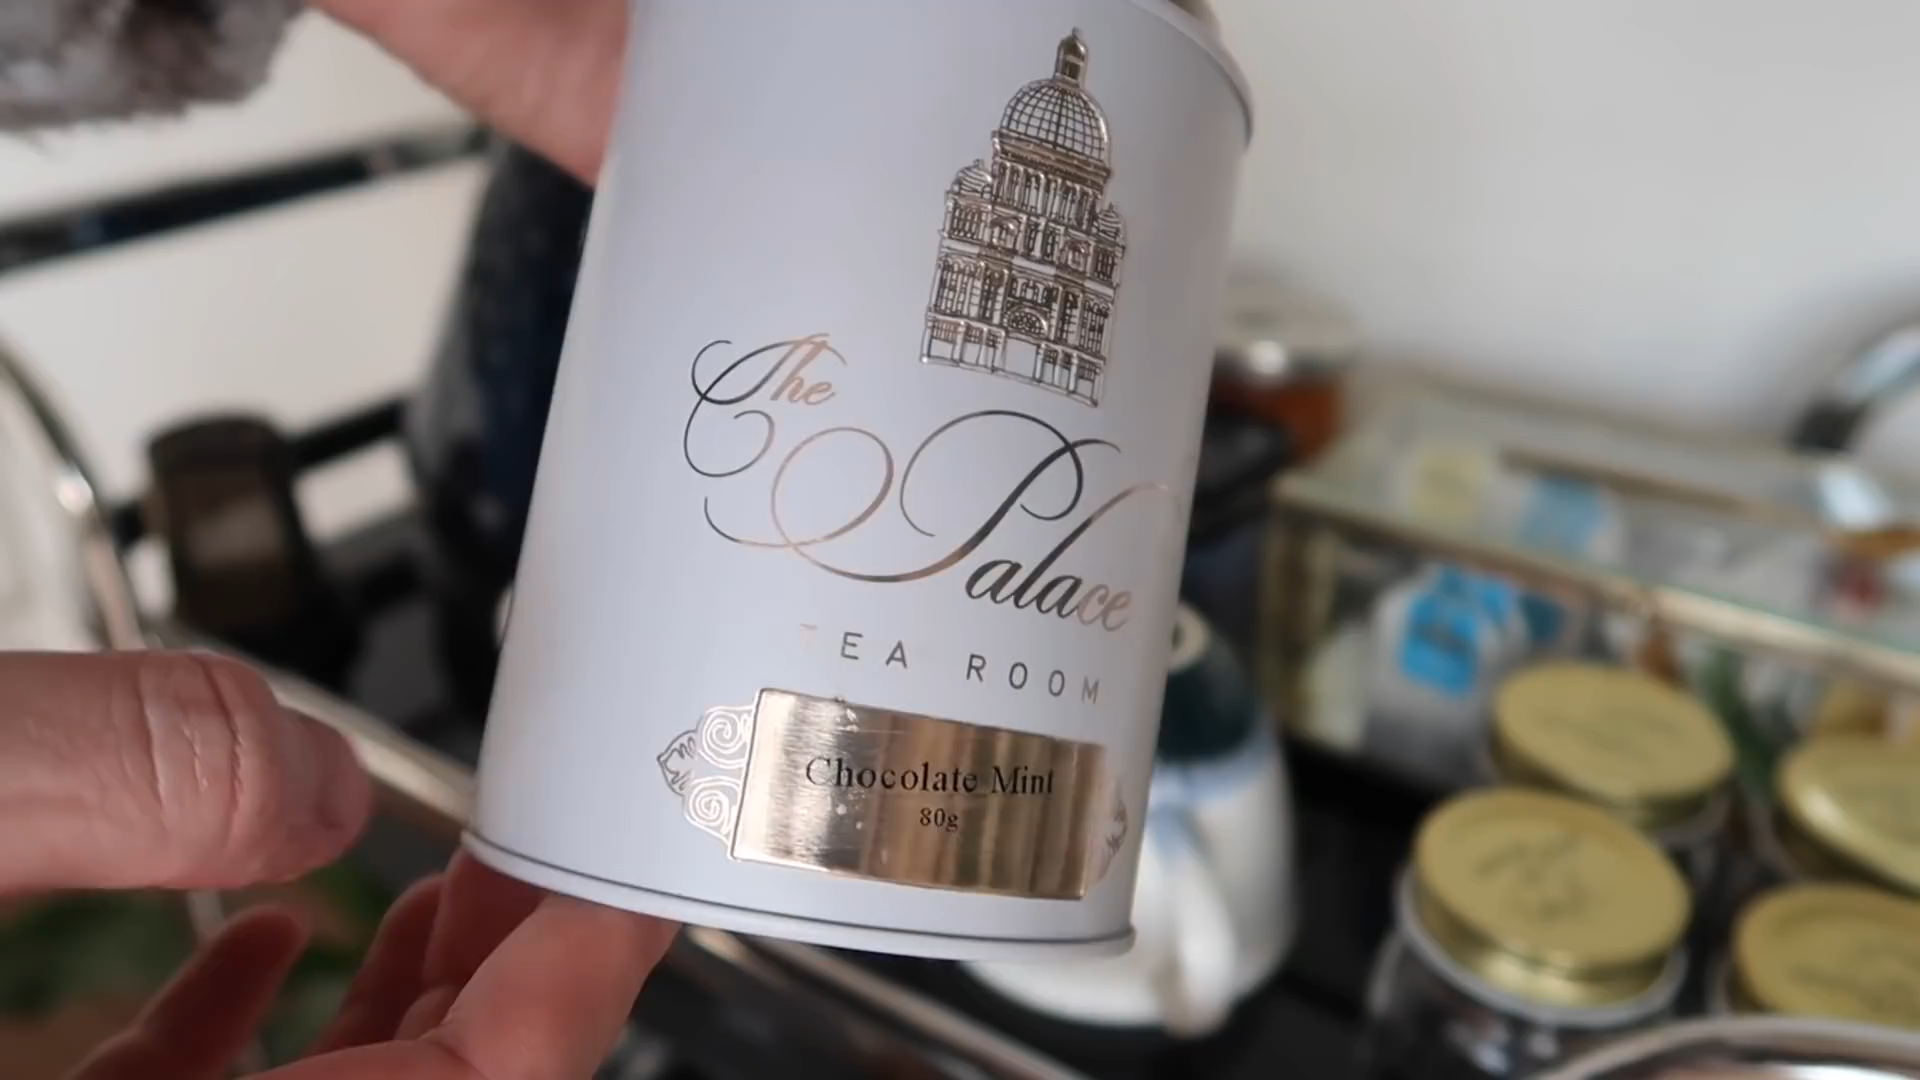 The
Palace
TEA ROOM
Chocolate Mint
80g